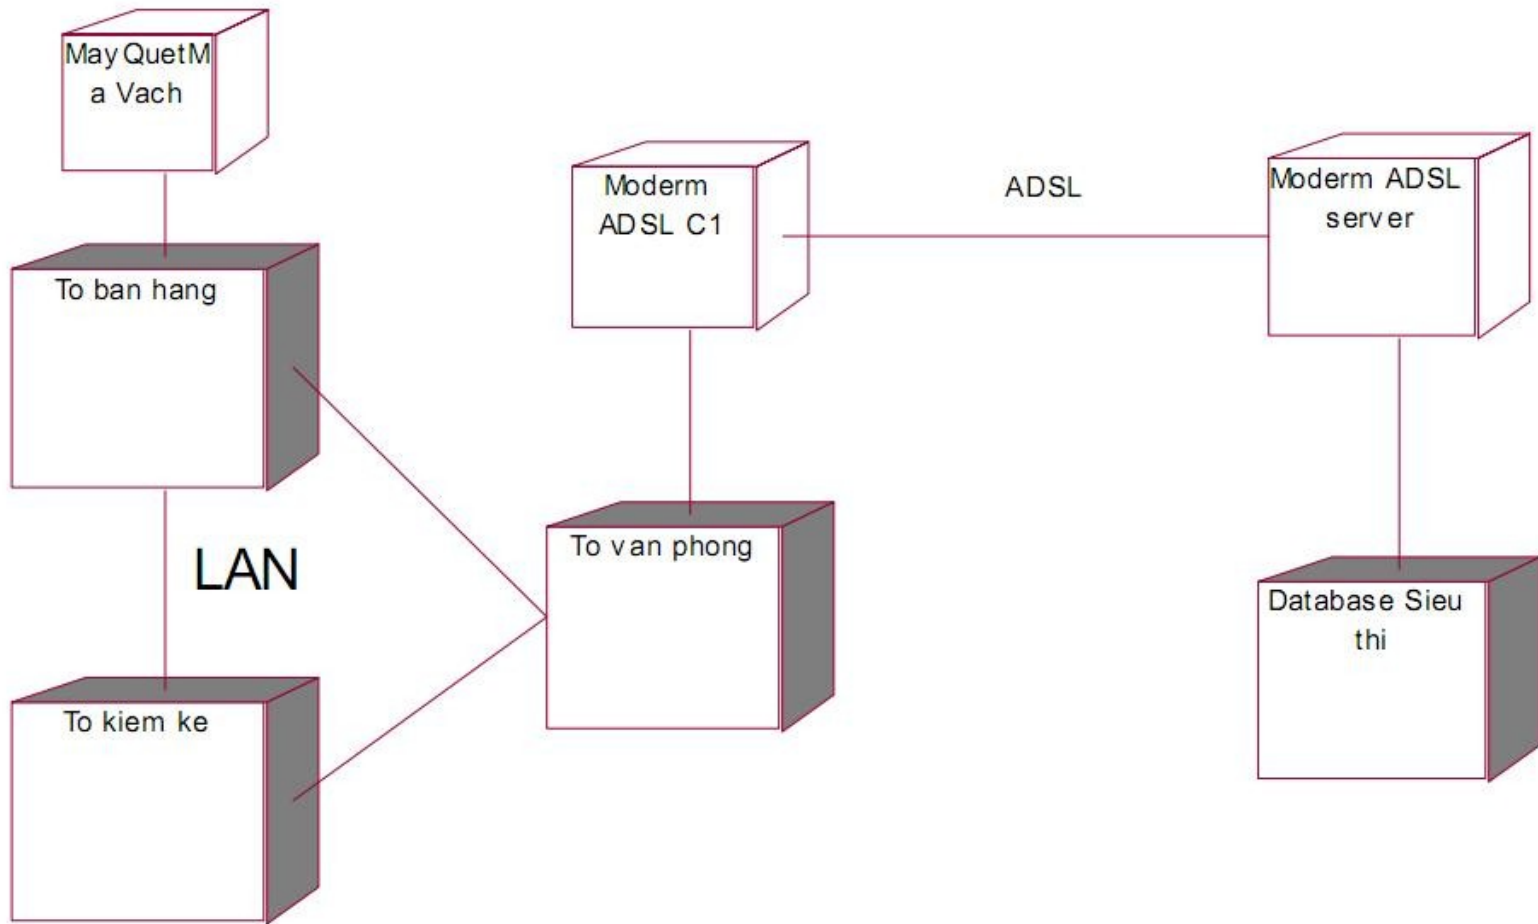 May QuetM
a Vach
To ban hang
LAN
To kiem ke
Moderm
ADSL C1
To van phong
ADSL
Moderm ADSL
server
Database Sieu
thi